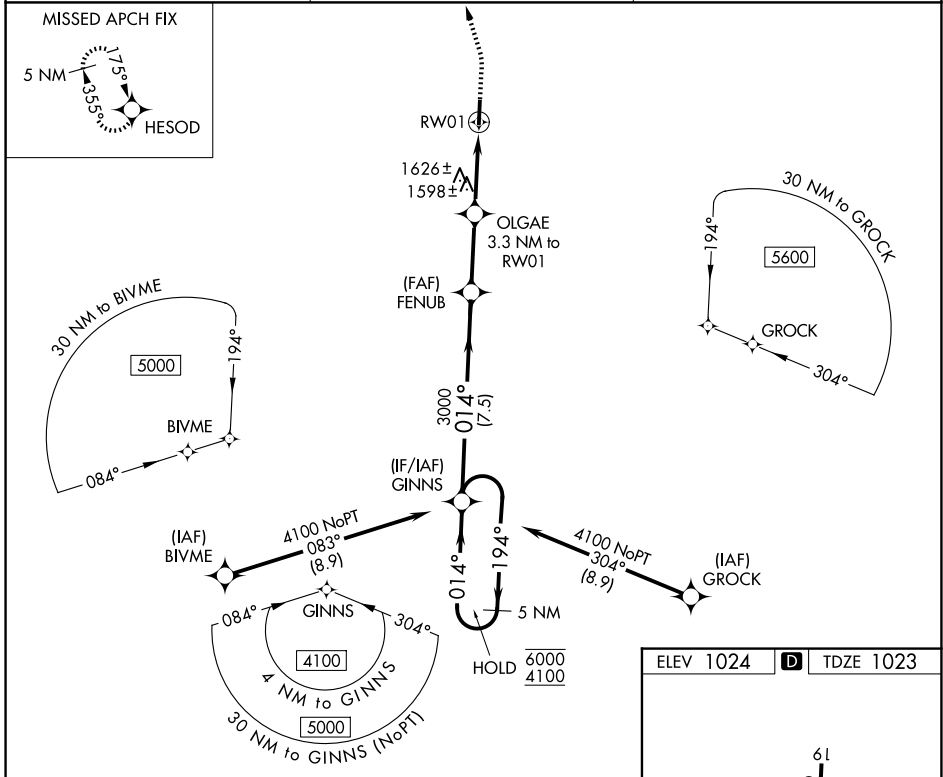 MISSED APCH FIX
5 NM
175°
355°
HESOD
RW01
1626±
1598±
OLGAE
3.3 NM to
RW01
(FAF)
FENUB
30 NM to GROCK
194°
5600
GROCK
304°
30 NM to BIVME
194°
5000
BIVME
084°
3000
014°
(7.5)
(IF/IAF)
GINNS
4100 NoPT
083°
(8.9)
(IAF)
BIVME
4100 NoPT
304°
(8.9)
(IAF)
GROCK
014°
194°
5 NM
HOLD
6000
4100
084°
GINNS
304°
4100
4 NM to GINNS
5000
30 NM to GINNS (NoPT)
ELEV 1024
D
TDZE 1023
19